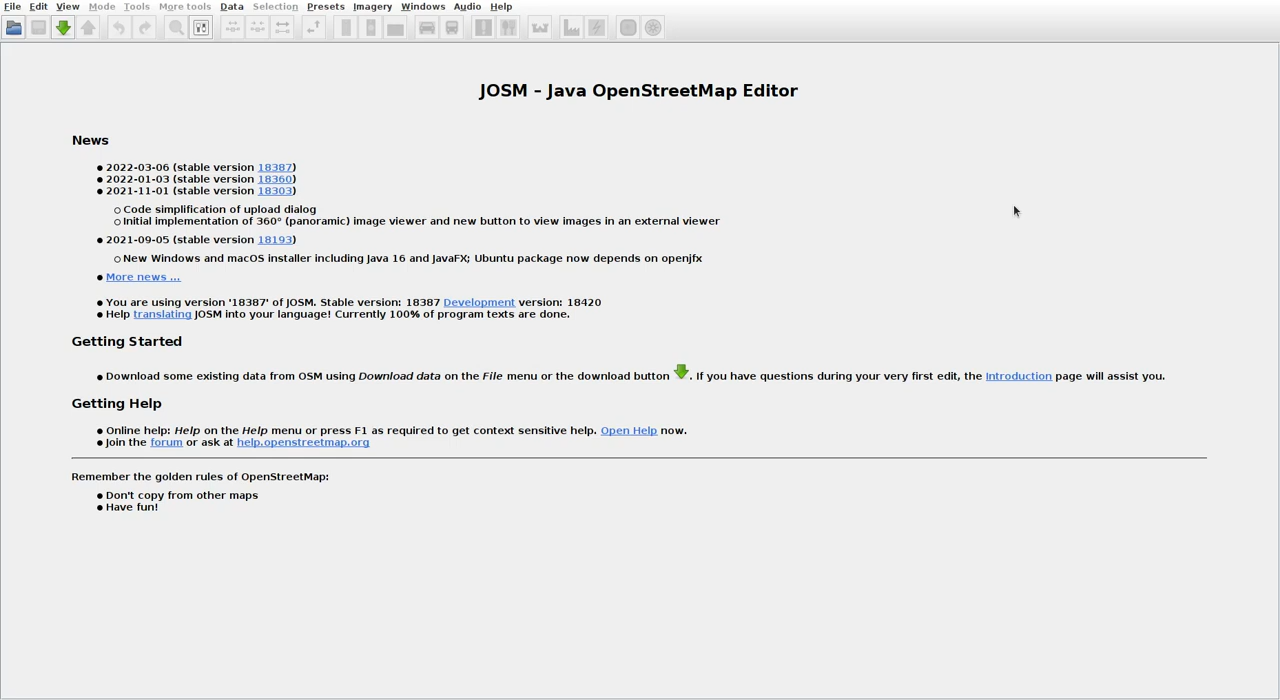 File Edit View Mode Tools More tools Data Selection Presets Imagery Windows Audio Help
JOSM – Java OpenStreetMap Editor
News
● 2022-03-06 (stable version 18387)
● 2022-01-03 (stable version 18360)
● 2021-11-01 (stable version 18303)
○ Code simplification of upload dialog
○ Initial implementation of 360° (panoramic) image viewer and new button to view images in an external viewer
● 2021-09-05 (stable version 18193)
○ New Windows and macOS installer including Java 16 and JavaFX; Ubuntu package now depends on openjfx
● More news ...
● You are using version '18387' of JOSM. Stable version: 18387 Development version: 18420
● Help translating JOSM into your language! Currently 100% of program texts are done.
Getting Started
● Download some existing data from OSM using Download data on the File menu or the download button . If you have questions during your very first edit, the Introduction page will assist you.
Getting Help
● Online help: Help on the Help menu or press F1 as required to get context sensitive help. Open Help now.
● Join the forum or ask at help.openstreetmap.org
Remember the golden rules of OpenStreetMap:
● Don't copy from other maps
● Have fun!